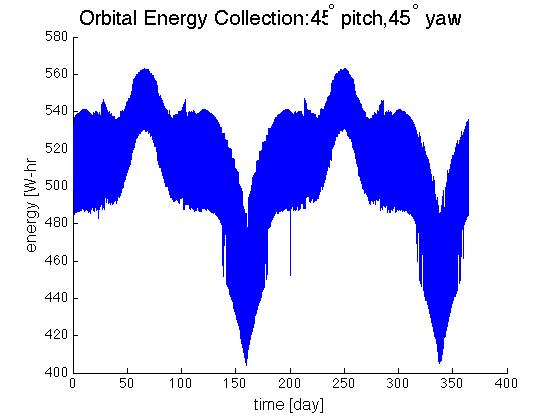 Orbital Energy Collection:45° pitch,45° yaw
580
560
540
520
500
480
460
440
420
400
energy [W-hr]
0 50 100 150 200 250 300 350 400
time [day]